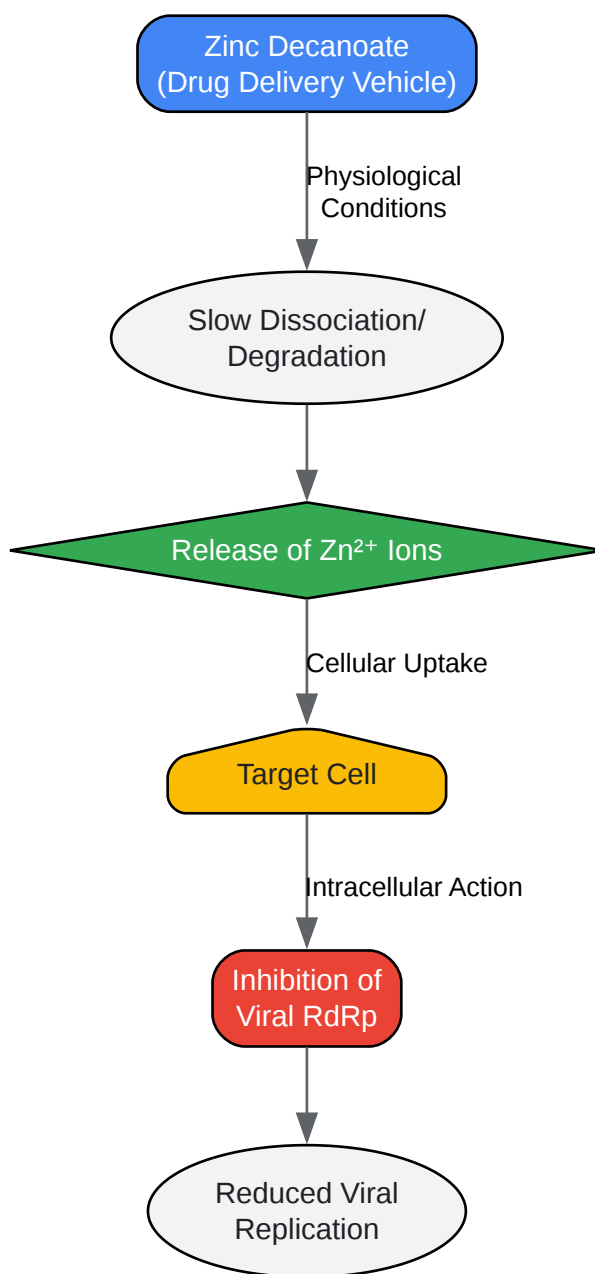 Zinc Decanoate
(Drug Delivery Vehicle)
Physiological
Conditions
Slow Dissociation/
Degradation
Release of Zn²⁺ Ions
Cellular Uptake
Target Cell
Intracellular Action
Inhibition of
Viral RdRp
Reduced Viral
Replication